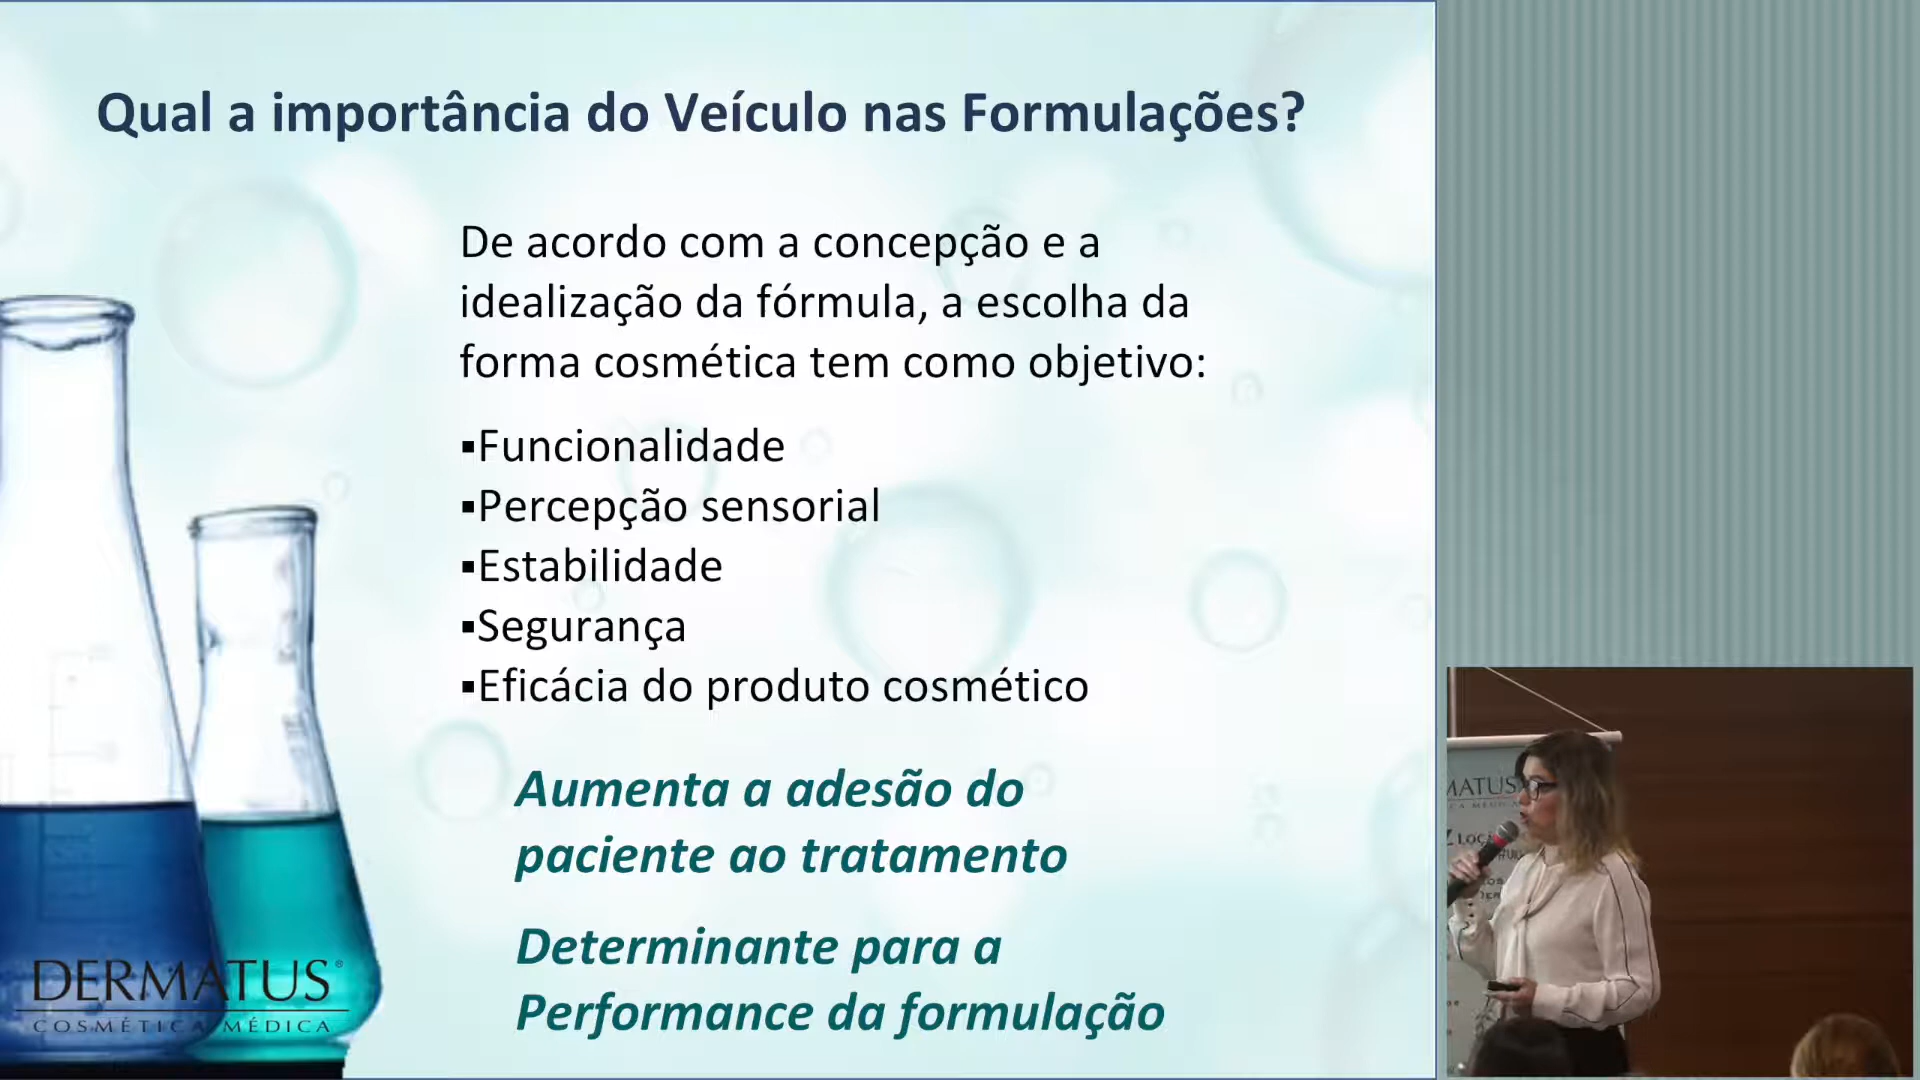 Qual a importância do Veículo nas Formulações?
De acordo com a concepção e a
idealização da fórmula, a escolha da
forma cosmética tem como objetivo:
▪Funcionalidade
▪Percepção sensorial
▪Estabilidade
▪Segurança
▪Eficácia do produto cosmético
Aumenta a adesão do
paciente ao tratamento
Determinante para a
Performance da formulação
DERMATUS®
COSMÉTICA MÉDICA
MATUS